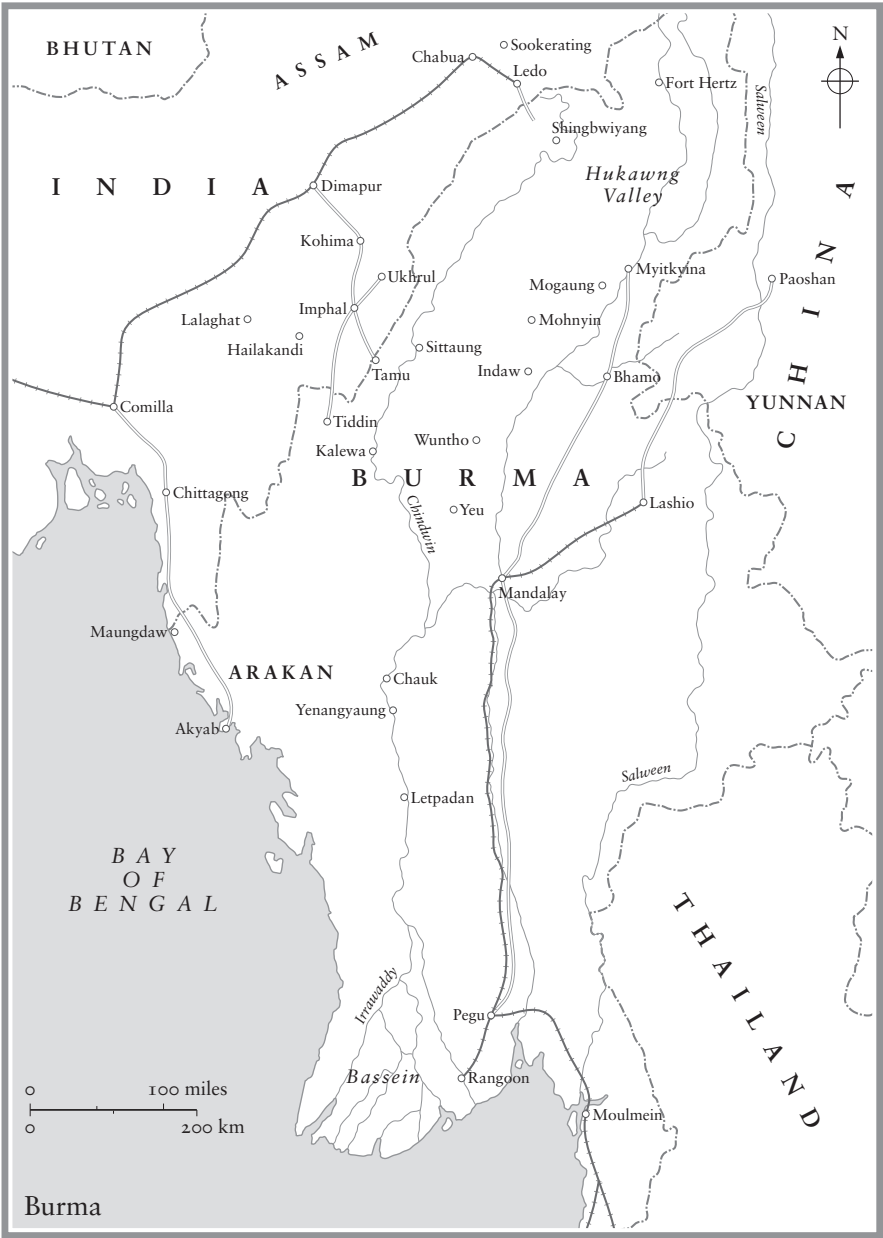 BHUTAN
ASSAM
N
Chabua
Sookerating
Ledo
Fort Hertz
Salween
Shingbwiyang
INDIA
Dimapur
Hukawng
Valley
CHINA
Kohima
Ukhrul
Myitkyina
Paoshan
Mogaung
Imphal
Lalaghat
Mohnyin
Hailakandi
Sittaung
Tamu
Indaw
Bhamo
YUNNAN
Comilla
Tiddin
Wuntho
Kalewa
BURMA
Chittagong
Chindwin
Yeu
Lashio
Mandalay
Maungdaw
ARAKAN
Chauk
Yenangyaung
Akyab
Salween
Letpadan
BAY
OF
BENGAL
THAILAND
Irrawaddy
Pegu
Bassein
Rangoon
0 100 miles
0 200 km
Moulmein
Burma